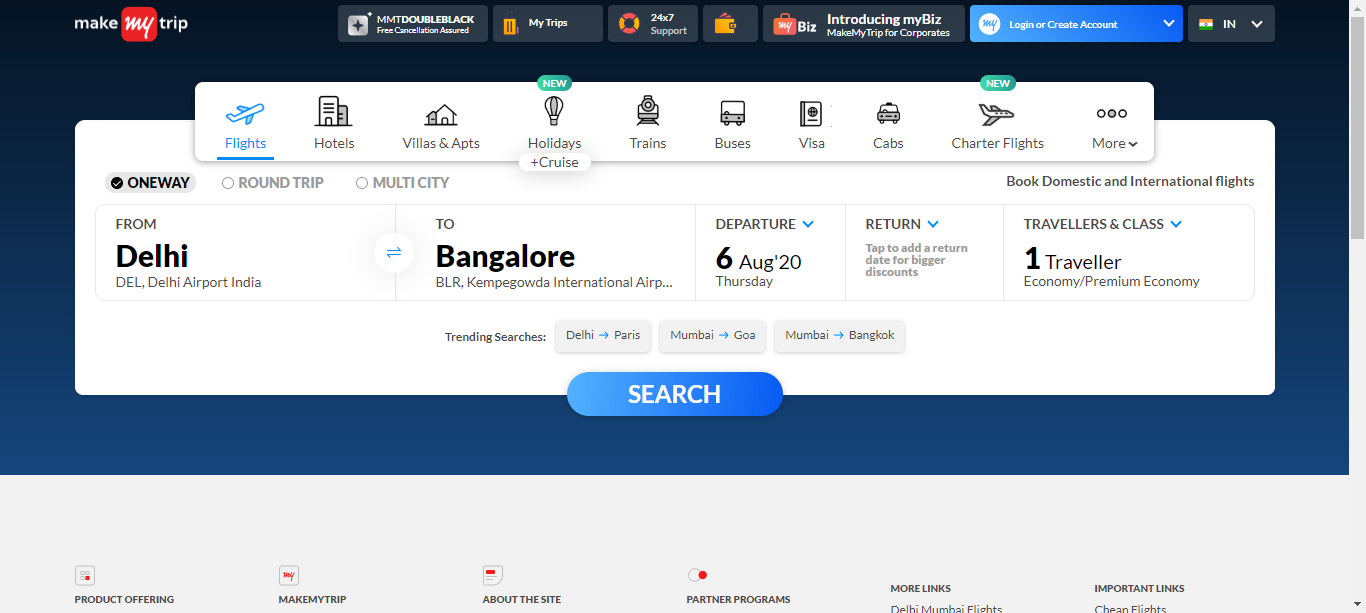 make my trip
MMTDOUBLEBLACK
Free Cancellation Assured
My Trips
24x7
Support
my Biz
Introducing myBiz
MakeMyTrip for Corporates
my
Login or Create Account
IN
NEW
NEW
Flights
Hotels
Villas & Apts
Holidays
Trains
Buses
Visa
Cabs
Charter Flights
More
+Cruise
ONEWAY
ROUND TRIP
MULTI CITY
Book Domestic and International flights
FROM
Delhi
DEL, Delhi Airport India
TO
Bangalore
BLR, Kempegowda International Airp...
DEPARTURE
6 Aug'20
Thursday
RETURN
Tap to add a return
date for bigger
discounts
TRAVELLERS & CLASS
1 Traveller
Economy/Premium Economy
Trending Searches:
Delhi → Paris
Mumbai → Goa
Mumbai → Bangkok
SEARCH
PRODUCT OFFERING
my
MAKEMYTRIP
ABOUT THE SITE
PARTNER PROGRAMS
MORE LINKS
Delhi Mumbai Flights
IMPORTANT LINKS
Cheap Flights